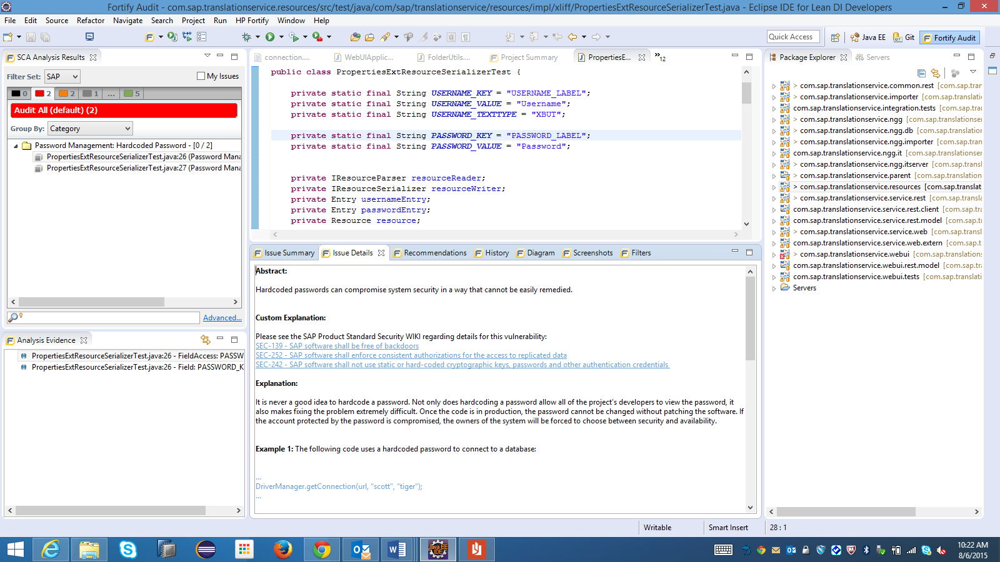 Fortify Audit - com.sap.translationservice.resources/src/test/java/com/sap/translationservice/resources/impl/xliff/PropertiesExtResourceSerializerTest.java - Eclipse IDE for Lean DI Developers
File Edit Source Refactor Navigate Search Project Run HP Fortify Window Help
Quick Access
Java EE
Git
Fortify Audit
SCA Analysis Results
Filter Set: SAP
My Issues
0 2 2 1 ... 5
Audit All (default) (2)
Group By: Category
Password Management: Hardcoded Password - [0 / 2]
PropertiesExtResourceSerializerTest.java:26 (Password Mana
PropertiesExtResourceSerializerTest.java:27 (Password Mana
Advanced...
Analysis Evidence
PropertiesExtResourceSerializerTest.java:26 - FieldAccess: PASSW
PropertiesExtResourceSerializerTest.java:26 - Field: PASSWORD_K
connection....
WebUIApplic...
FolderUtils....
Project Summary
PropertiesE...
»12
public class PropertiesExtResourceSerializerTest {
private static final String USERNAME_KEY = "USERNAME_LABEL";
private static final String USERNAME_VALUE = "Username";
private static final String USERNAME_TEXTTYPE = "XBUT";
private static final String PASSWORD_KEY = "PASSWORD_LABEL";
private static final String PASSWORD_VALUE = "Password";
private IResourceParser resourceReader;
private IResourceSerializer resourceWriter;
private Entry usernameEntry;
private Entry passwordEntry;
private Resource resource;
Issue Summary
Issue Details
Recommendations
History
Diagram
Screenshots
Filters
Abstract:
Hardcoded passwords can compromise system security in a way that cannot be easily remedied.
Custom Explanation:
Please see the SAP Product Standard Security WIKI regarding details for this vulnerability:
SEC-139 - SAP software shall be free of backdoors
SEC-252 - SAP software shall enforce consistent authorizations for the access to replicated data
SEC-242 - SAP software shall not use static or hard-coded cryptographic keys, passwords and other authentication credentials
Explanation:
It is never a good idea to hardcode a password. Not only does hardcoding a password allow all of the project's developers to view the password, it
also makes fixing the problem extremely difficult. Once the code is in production, the password cannot be changed without patching the software. If
the account protected by the password is compromised, the owners of the system will be forced to choose between security and availability.
Example 1: The following code uses a hardcoded password to connect to a database:
...
DriverManager.getConnection(url, "scott", "tiger");
...
Package Explorer
Servers
> com.sap.translationservice.common.rest [com.sap.tran
> com.sap.translationservice.importer [com.sap.translati
com.sap.translationservice.integration.tests [com.sap.t
> com.sap.translationservice.ngg [com.sap.translationser
> com.sap.translationservice.ngg.db [com.sap.translatio
> com.sap.translationservice.ngg.importer [com.sap.tran
com.sap.translationservice.ngg.it [com.sap.translationse
> com.sap.translationservice.ngg.itserver [com.sap.transl
> com.sap.translationservice.parent [com.sap.translation
> com.sap.translationservice.resources [com.sap.translat
> com.sap.translationservice.service.rest [com.sap.transl
com.sap.translationservice.service.rest.client [com.sap.t
com.sap.translationservice.service.rest.model [com.sap.tr
> com.sap.translationservice.service.web [com.sap.transl
com.sap.translationservice.service.web.extern [com.sap.
> com.sap.translationservice.webui [com.sap.translations
com.sap.translationservice.webui.rest.model [com.sap.t
com.sap.translationservice.webui.tests [com.sap.translati
Servers
Writable
Smart Insert
28 : 1
Java EE
IDE
10:22 AM
8/6/2015